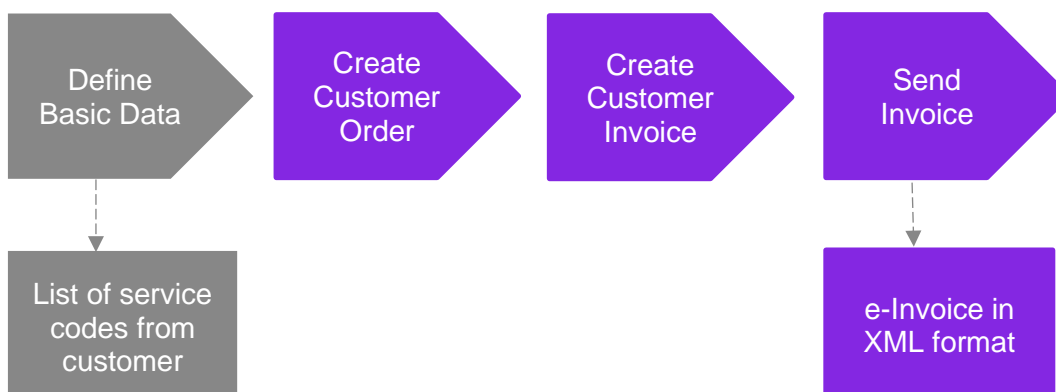 Define
Basic Data
Create
Customer
Order
Create
Customer
Invoice
Send
Invoice
List of service
codes from
customer
e-Invoice in
XML format